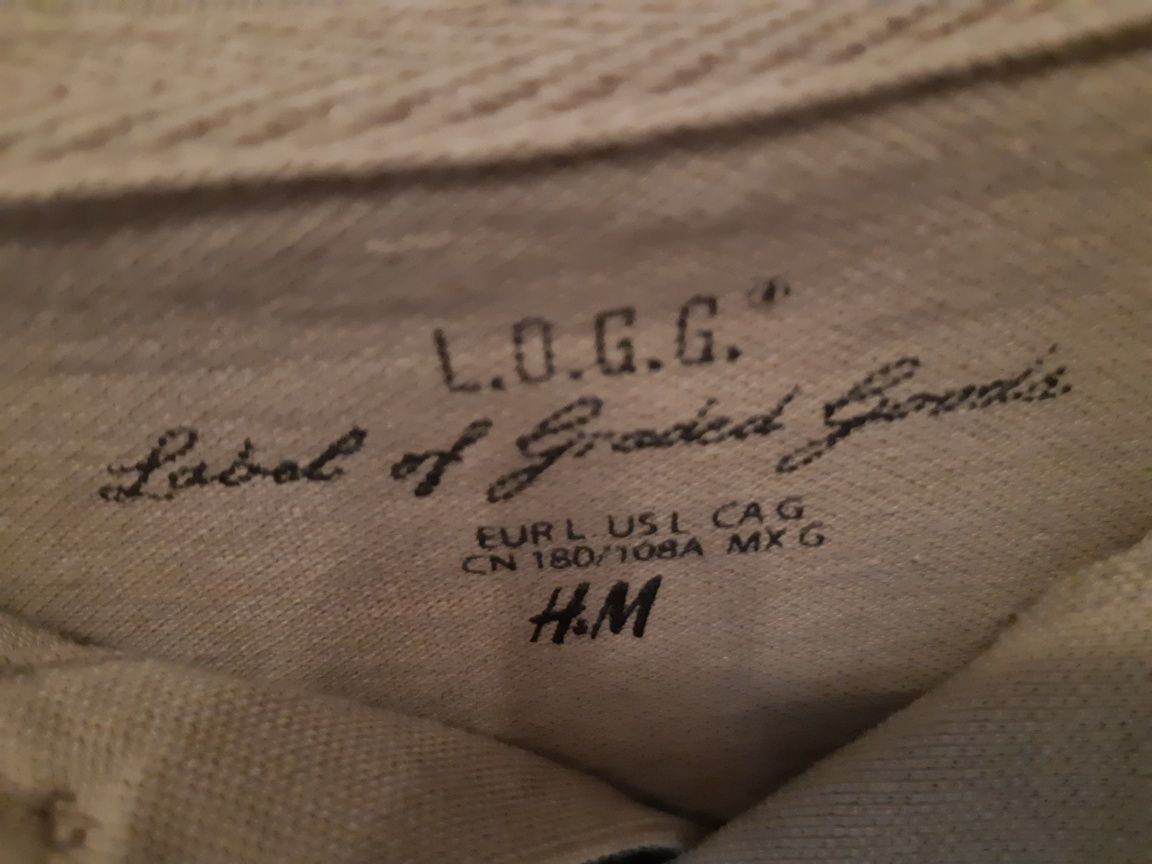 L.O.G.G.®
Label of Graded Goods.
EUR L US L CA G
CN 180/108A MX G
H&M